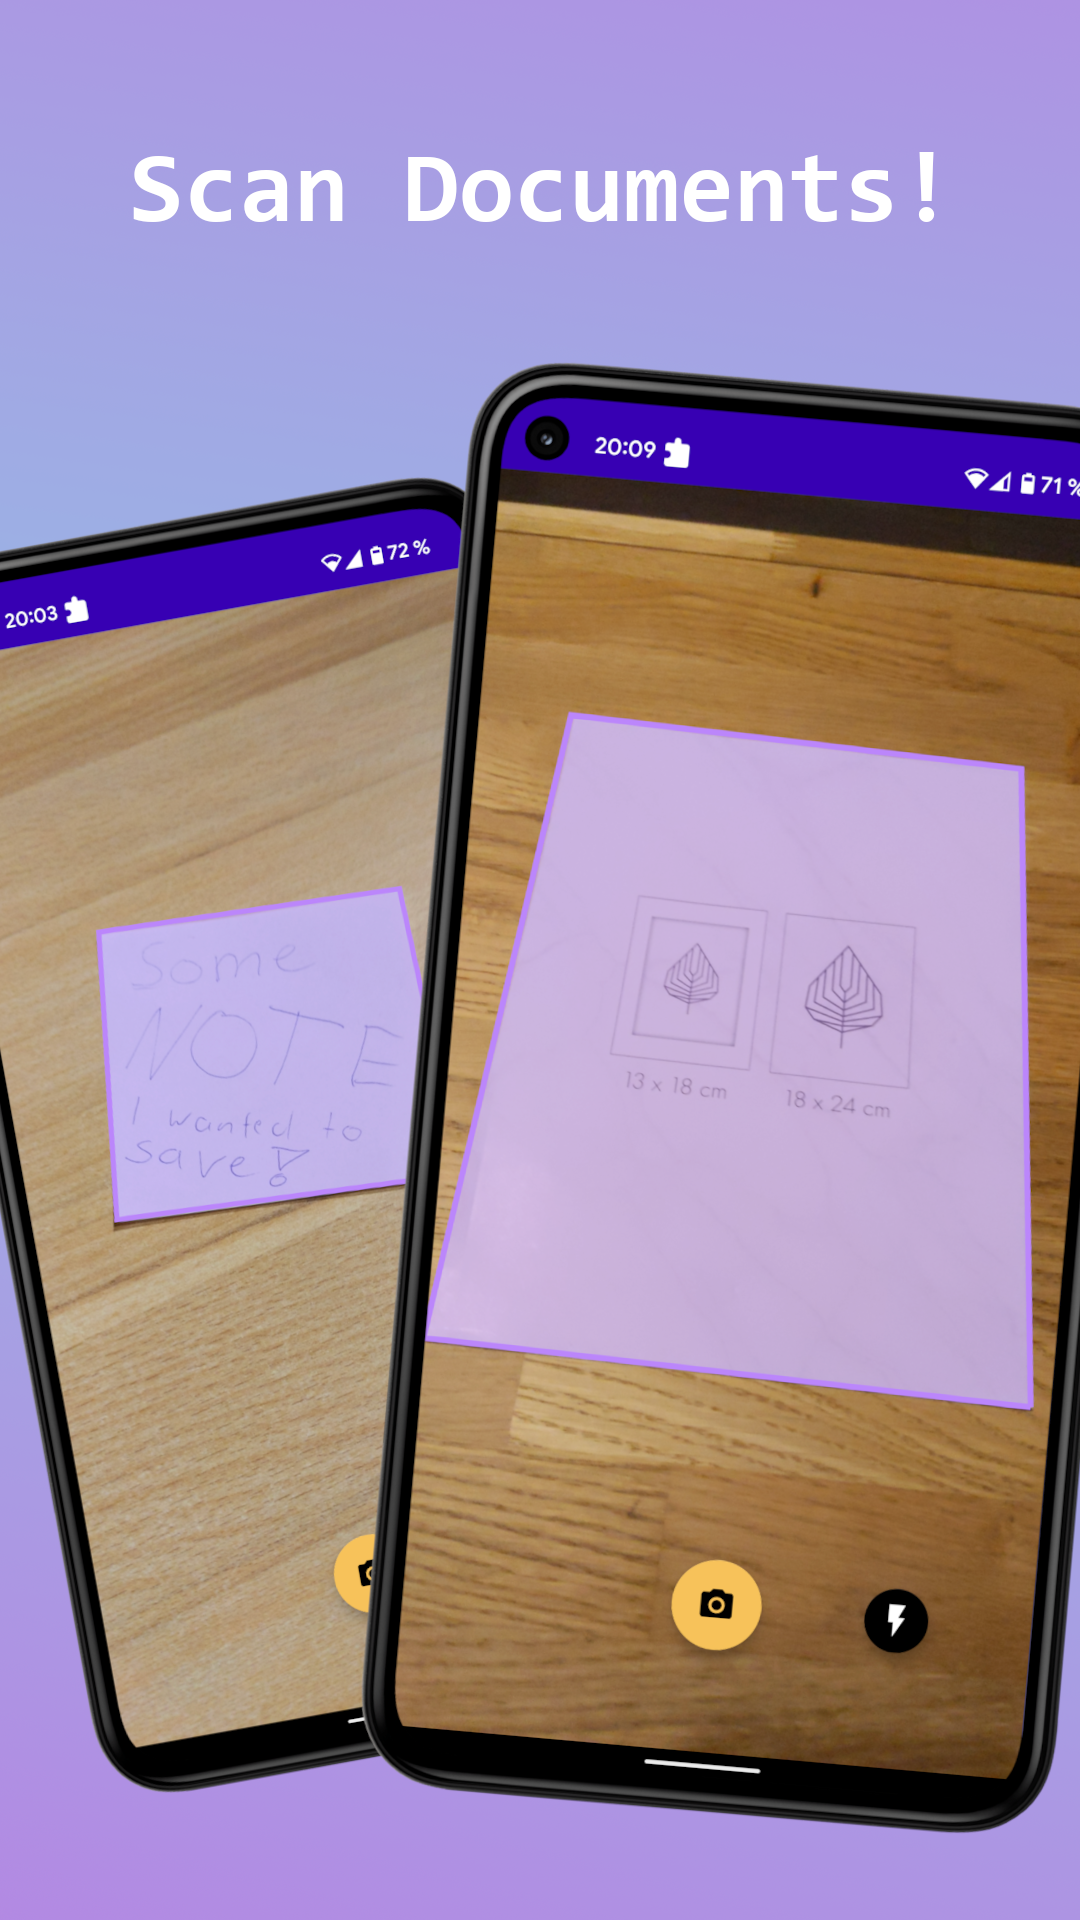 Scan Documents!
20:03 72 %
Some
NOTE
I wanted to
save!
20:09 71 %
13 x 18 cm
18 x 24 cm